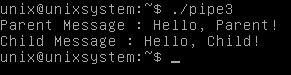 unix@unixsystem:~$ ./pipe3
Parent Message : Hello, Parent!
Child Message : Hello, Child!
unix@unixsystem:~$ _